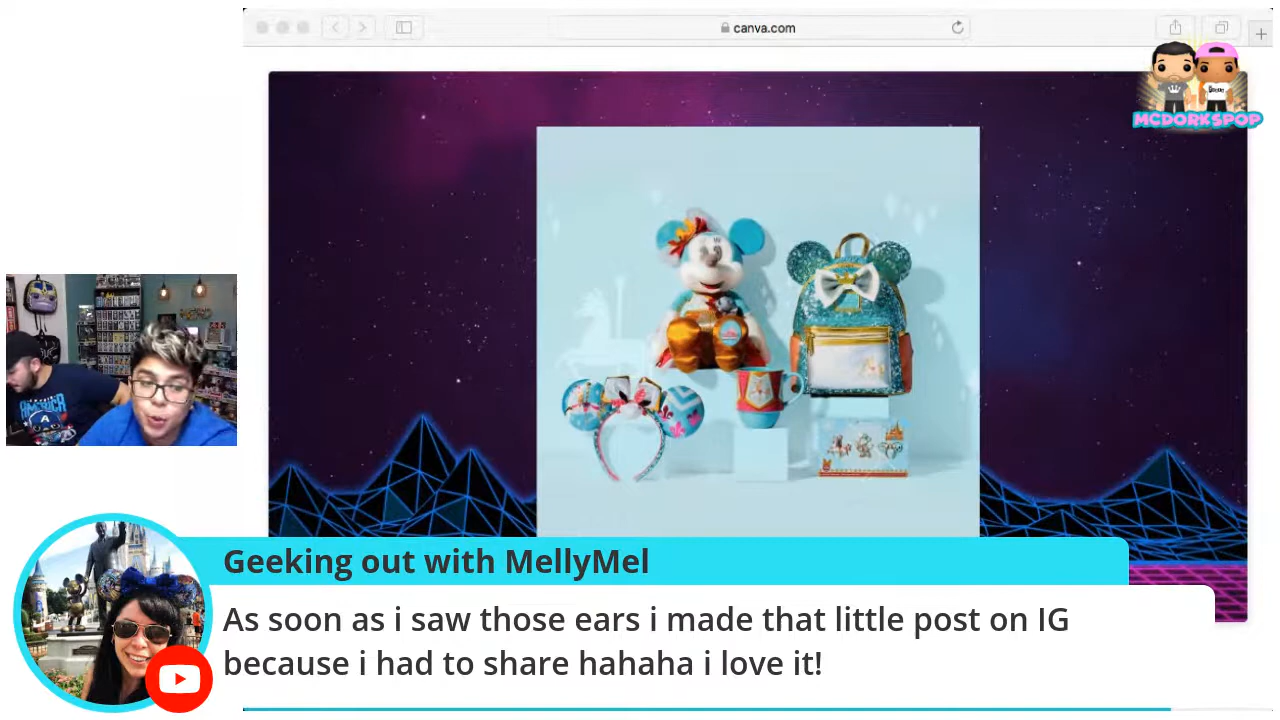 canva.com
MCDORKSPOP
AMERICA
A
Geeking out with MellyMel
As soon as i saw those ears i made that little post on IG
because i had to share hahaha i love it!